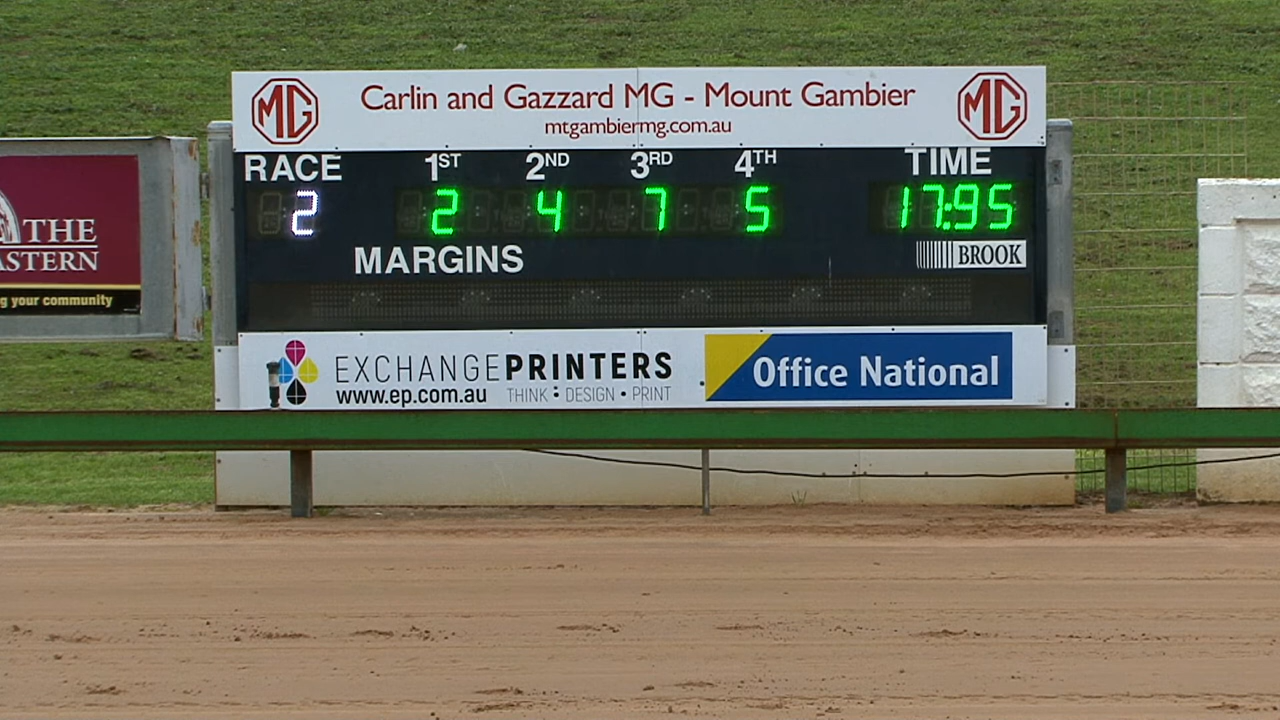 MG Carlin and Gazzard MG - Mount Gambier MG
mtgambiermg.com.au
RACE 1ST 2ND 3RD 4TH TIME
2 2 4 7 5 17:95
MARGINS BROOK
THE
ASTERN
g your community
EXCHANGEPRINTERS
www.ep.com.au THINK : DESIGN • PRINT
Office National